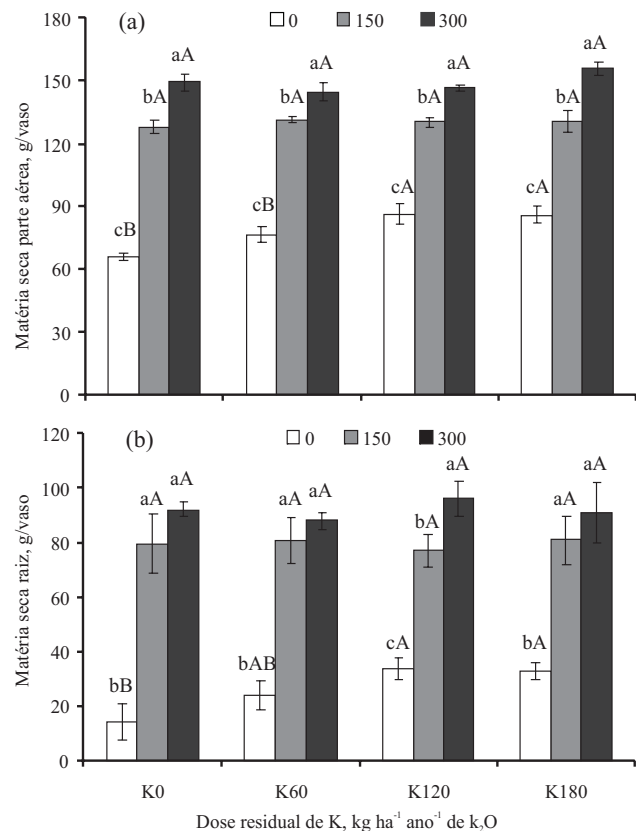 180
150
120
90
60
30
0
Matéria seca parte aérea, g/vaso
(a)
0 150 300
cB bA aA cB bA aA cA bA aA cA bA aA
120
100
80
60
40
20
0
Matéria seca raiz, g/vaso
(b)
0 150 300
bB aA aA bAB aA aA cA bA aA bA aA aA
K0 K60 K120 K180
Dose residual de K, kg ha⁻¹ ano⁻¹ de k₂O